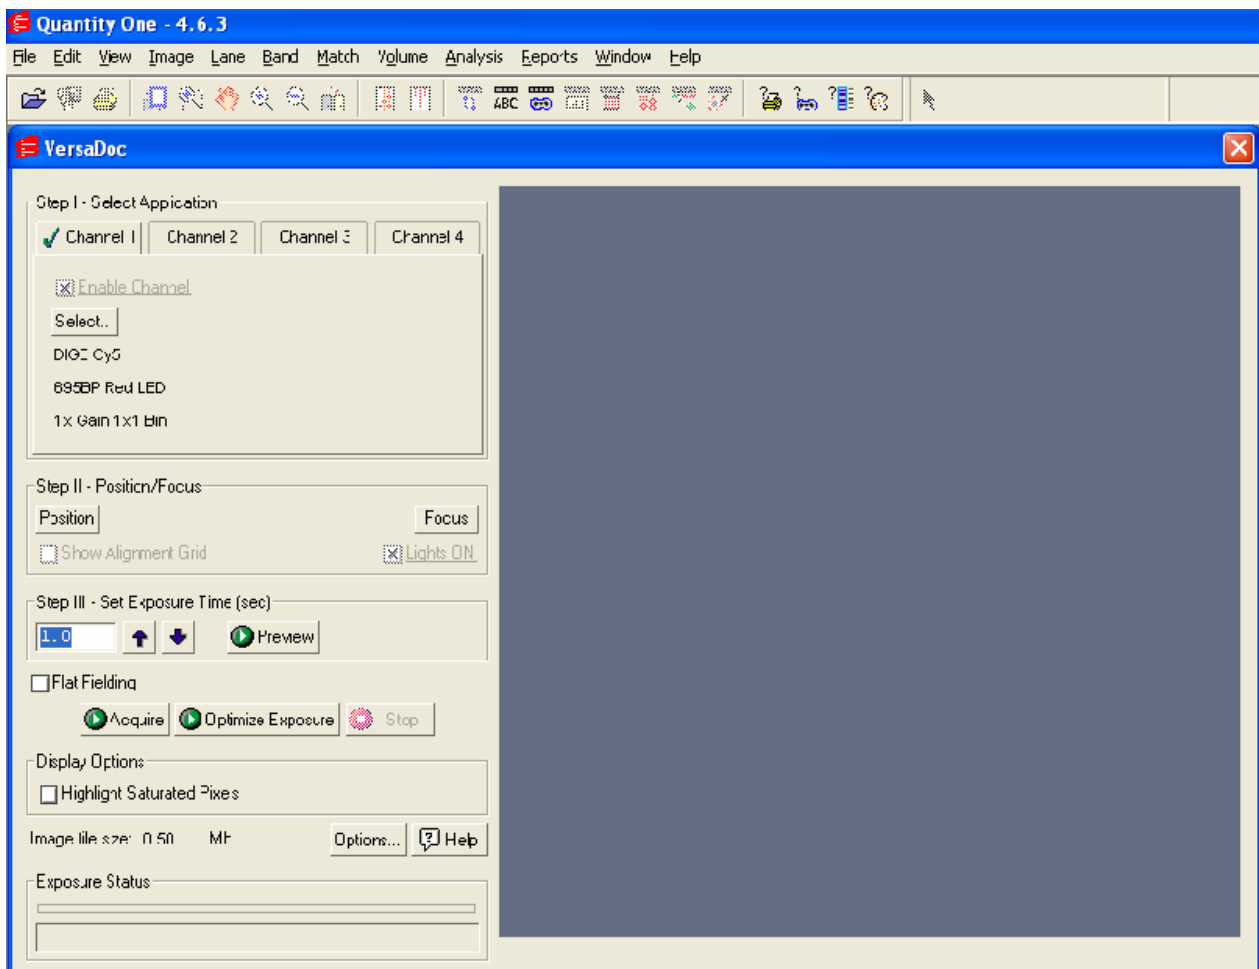 Quantity One - 4.6.3
File Edit View Image Lane Band Match Volume Analysis Reports Window Help
ABC
VersaDoc
Step I - Select Application
Channel 1 Channel 2 Channel 3 Channel 4
Enable Channel
Select..
DIGE Cy5
695BP Red LED
1x Gain 1x1 Bin
Step II - Position/Focus
Position Focus
Show Alignment Grid Lights ON
Step III - Set Exposure Time (sec)
1.0 Preview
Flat Fielding
Acquire Optimize Exposure Stop
Display Options
Highlight Saturated Pixels
Image file size: 0.50 Mb
Options... Help
Exposure Status